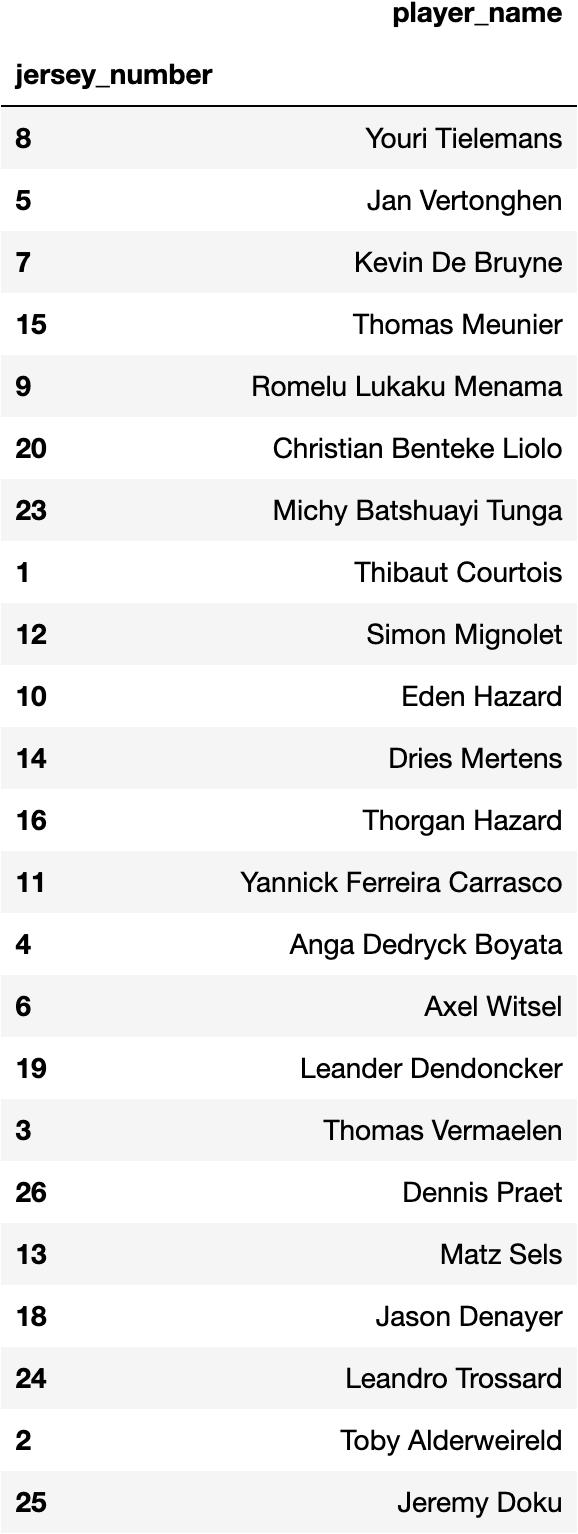 player_name
jersey_number
8 Youri Tielemans
5 Jan Vertonghen
7 Kevin De Bruyne
15 Thomas Meunier
9 Romelu Lukaku Menama
20 Christian Benteke Liolo
23 Michy Batshuayi Tunga
1 Thibaut Courtois
12 Simon Mignolet
10 Eden Hazard
14 Dries Mertens
16 Thorgan Hazard
11 Yannick Ferreira Carrasco
4 Anga Dedryck Boyata
6 Axel Witsel
19 Leander Dendoncker
3 Thomas Vermaelen
26 Dennis Praet
13 Matz Sels
18 Jason Denayer
24 Leandro Trossard
2 Toby Alderweireld
25 Jeremy Doku